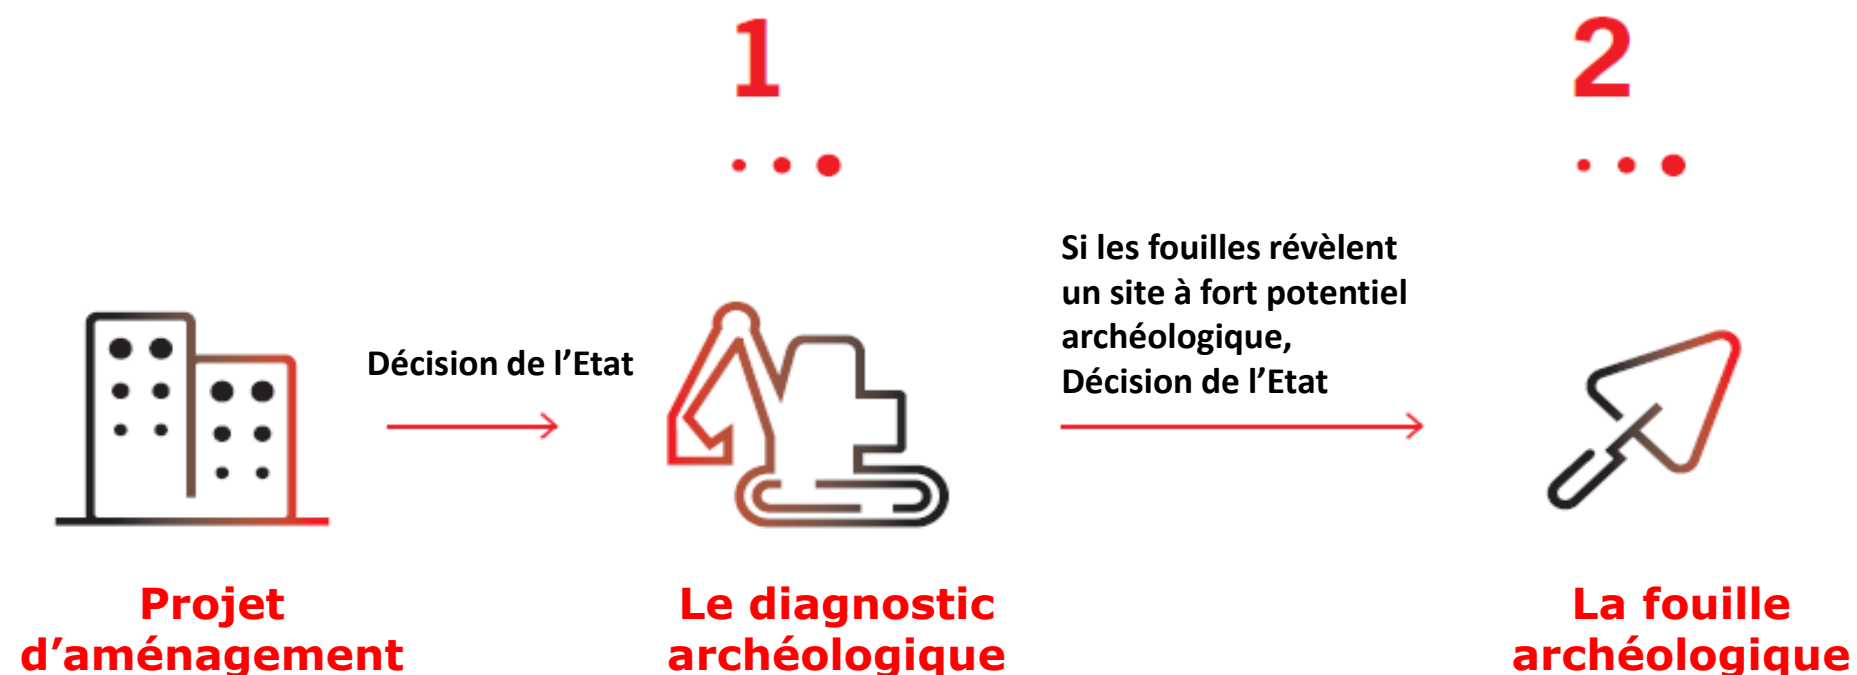 1
2
Si les fouilles révèlent
un site à fort potentiel
archéologique,
Décision de l’Etat
Décision de l’Etat
Projet
d’aménagement
Le diagnostic
archéologique
La fouille
archéologique